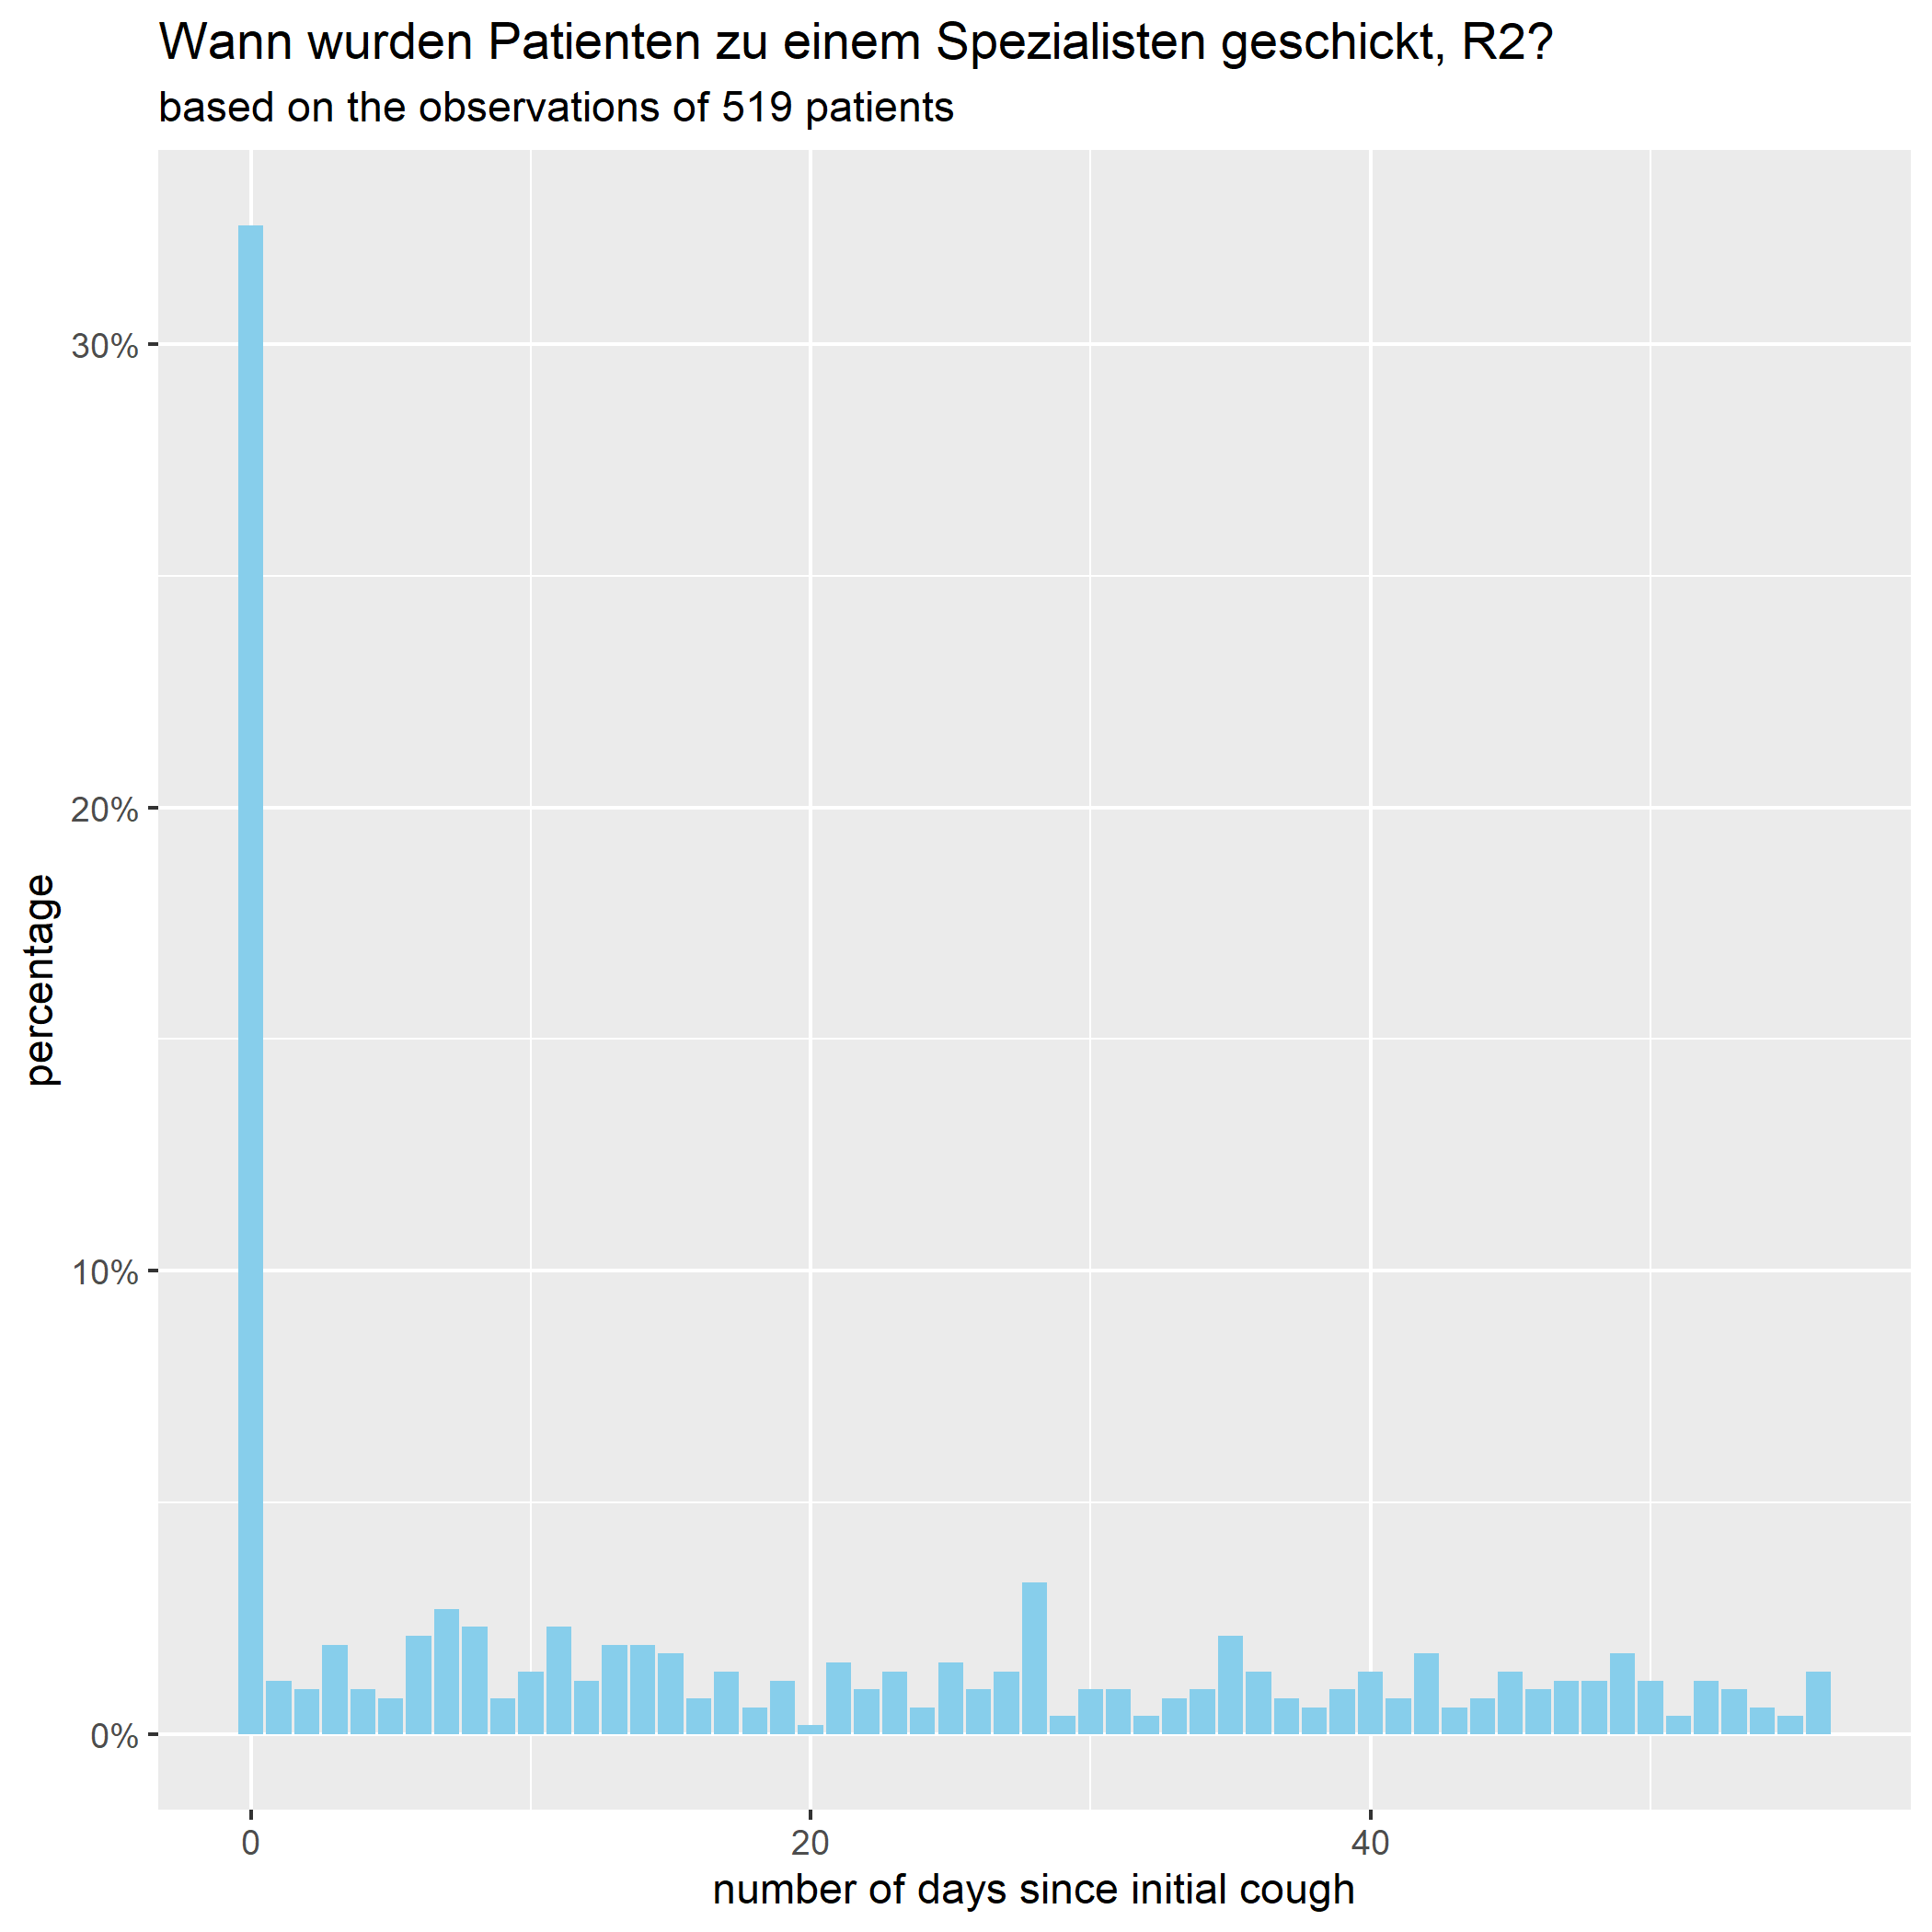 Wann wurden Patienten zu einem Spezialisten geschickt, R2?
based on the observations of 519 patients
percentage
30%
20%
10%
0%
0 20 40
number of days since initial cough